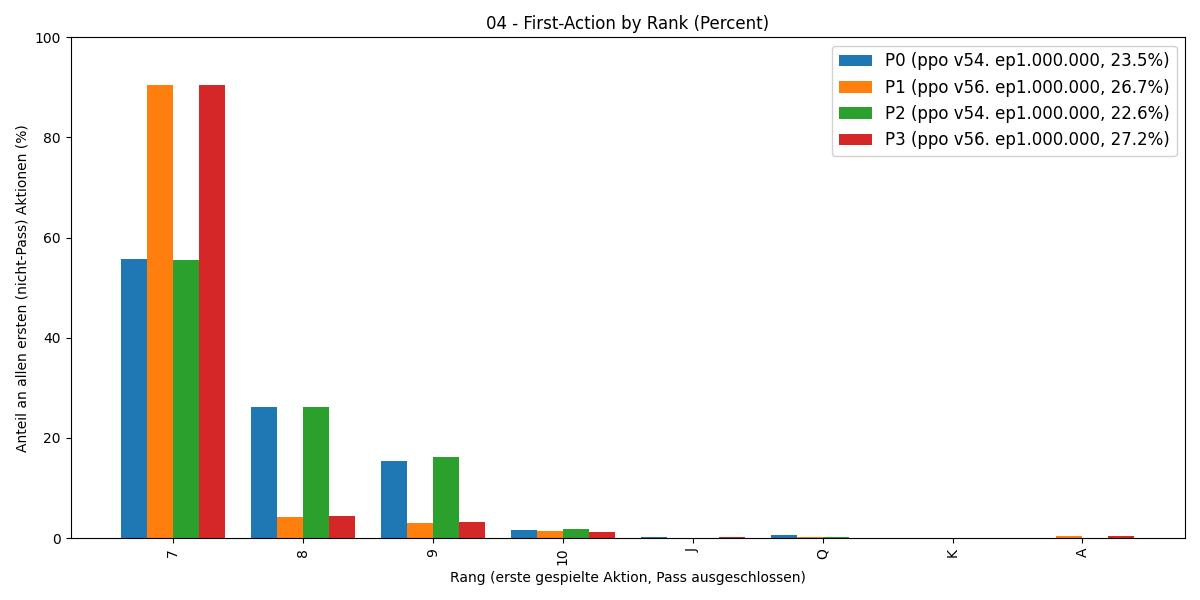 04 - First-Action by Rank (Percent)
P0 (ppo v54. ep1.000.000, 23.5%)
P1 (ppo v56. ep1.000.000, 26.7%)
P2 (ppo v54. ep1.000.000, 22.6%)
P3 (ppo v56. ep1.000.000, 27.2%)
Anteil an allen ersten (nicht-Pass) Aktionen (%)
100
80
60
40
20
0
7 8 9 10 J Q K A
Rang (erste gespielte Aktion, Pass ausgeschlossen)